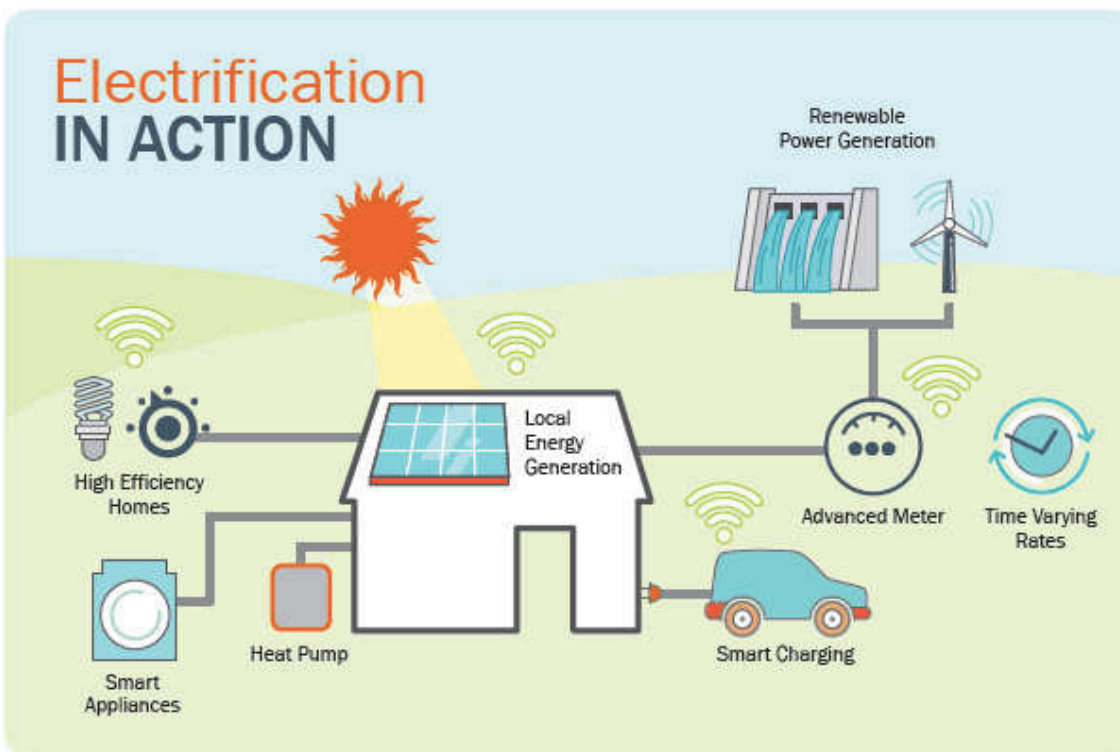 Electrification
IN ACTION
Renewable
Power Generation
Local
Energy
Generation
High Efficiency
Homes
Advanced Meter
Time Varying
Rates
Heat Pump
Smart Charging
Smart
Appliances